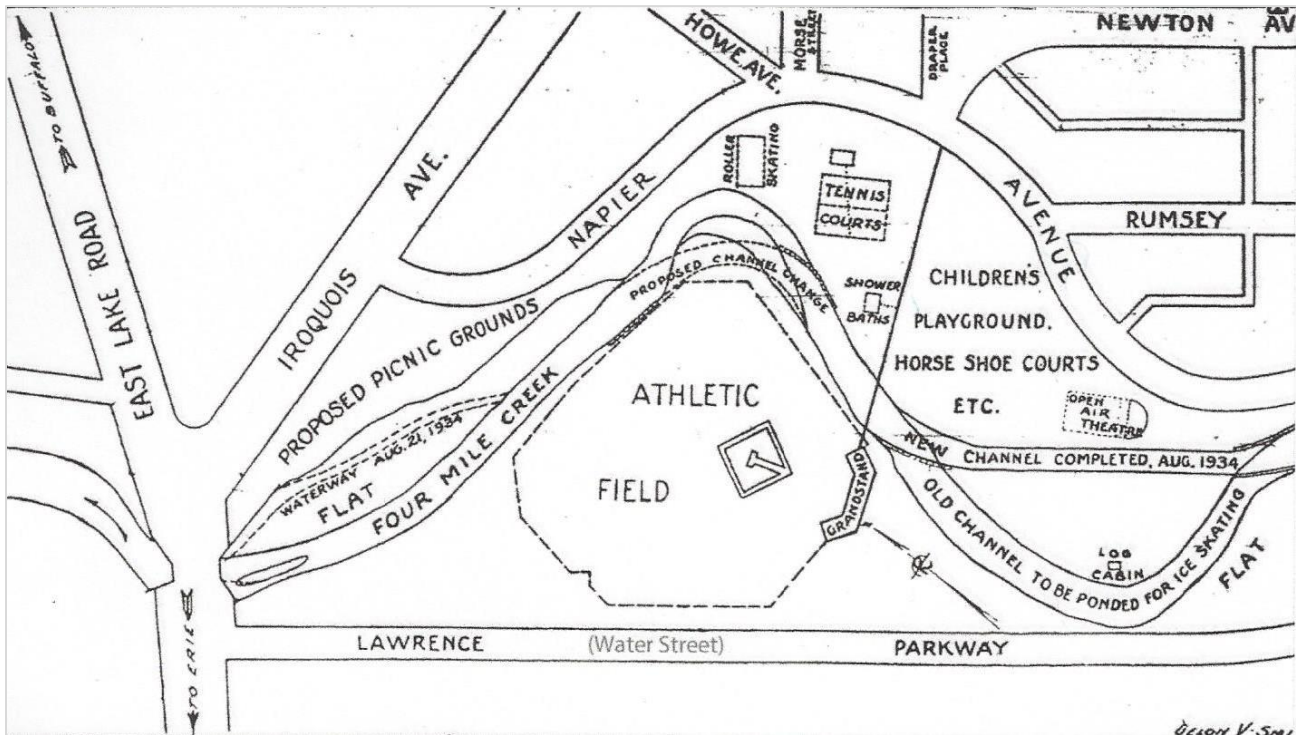 TO BUFFALO
EAST LAKE ROAD
TO ERIE
IROQUOIS
AVE.
HOWE AVE.
MORSE
STREET
DRAPER
PLACE
NEWTON
AV
NAPIER
AVENUE
RUMSEY
ROLLER
SKATING
TENNIS
COURTS
SHOWER
BATHS
CHILDREN'S
PLAYGROUND.
HORSE SHOE COURTS
ETC.
OPEN
AIR
THEATRE
PROPOSED CHANNEL CHANGE
PROPOSED PICNIC GROUNDS
WATERWAY AUG. 21, 1934
FLAT
FOUR MILE CREEK
ATHLETIC
FIELD
GRANDSTAND
NEW CHANNEL COMPLETED, AUG. 1934
OLD CHANNEL TO BE PONDED FOR ICE SKATING
LOG
CABIN
FLAT
LAWRENCE (Water Street) PARKWAY